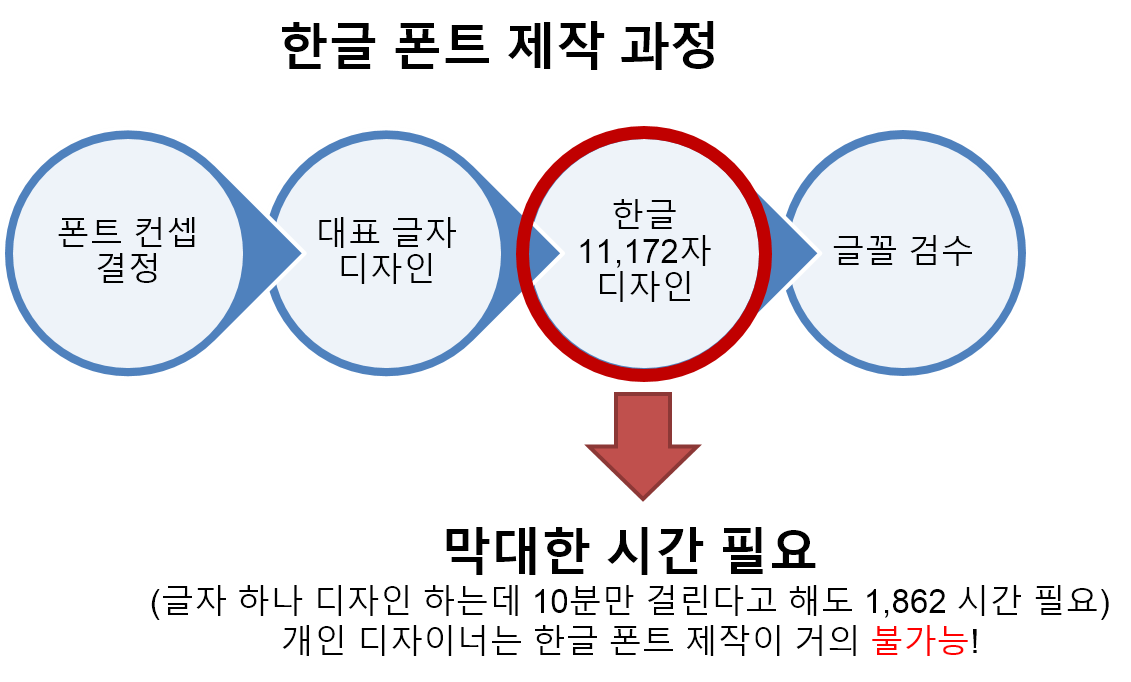 한글 폰트 제작 과정
폰트 컨셉
결정
대표 글자
디자인
한글
11,172자
디자인
글꼴 검수
막대한 시간 필요
(글자 하나 디자인 하는데 10분만 걸린다고 해도 1,862 시간 필요)
개인 디자이너는 한글 폰트 제작이 거의 불가능!